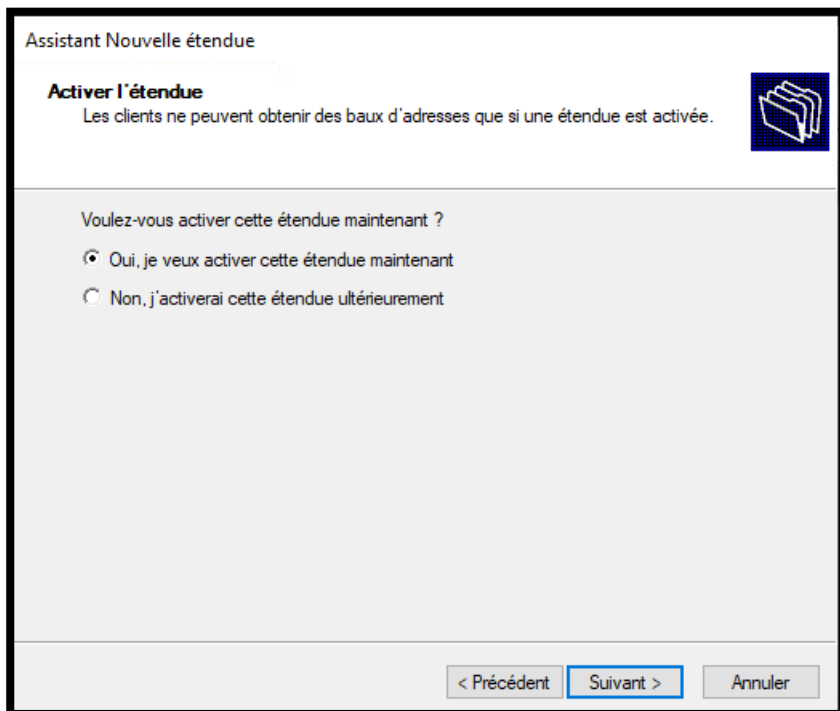 Assistant Nouvelle étendue
Activer l'étendue
Les clients ne peuvent obtenir des baux d'adresses que si une étendue est activée.
Voulez-vous activer cette étendue maintenant ?
Oui, je veux activer cette étendue maintenant
Non, j'activerai cette étendue ultérieurement
< Précédent Suivant > Annuler